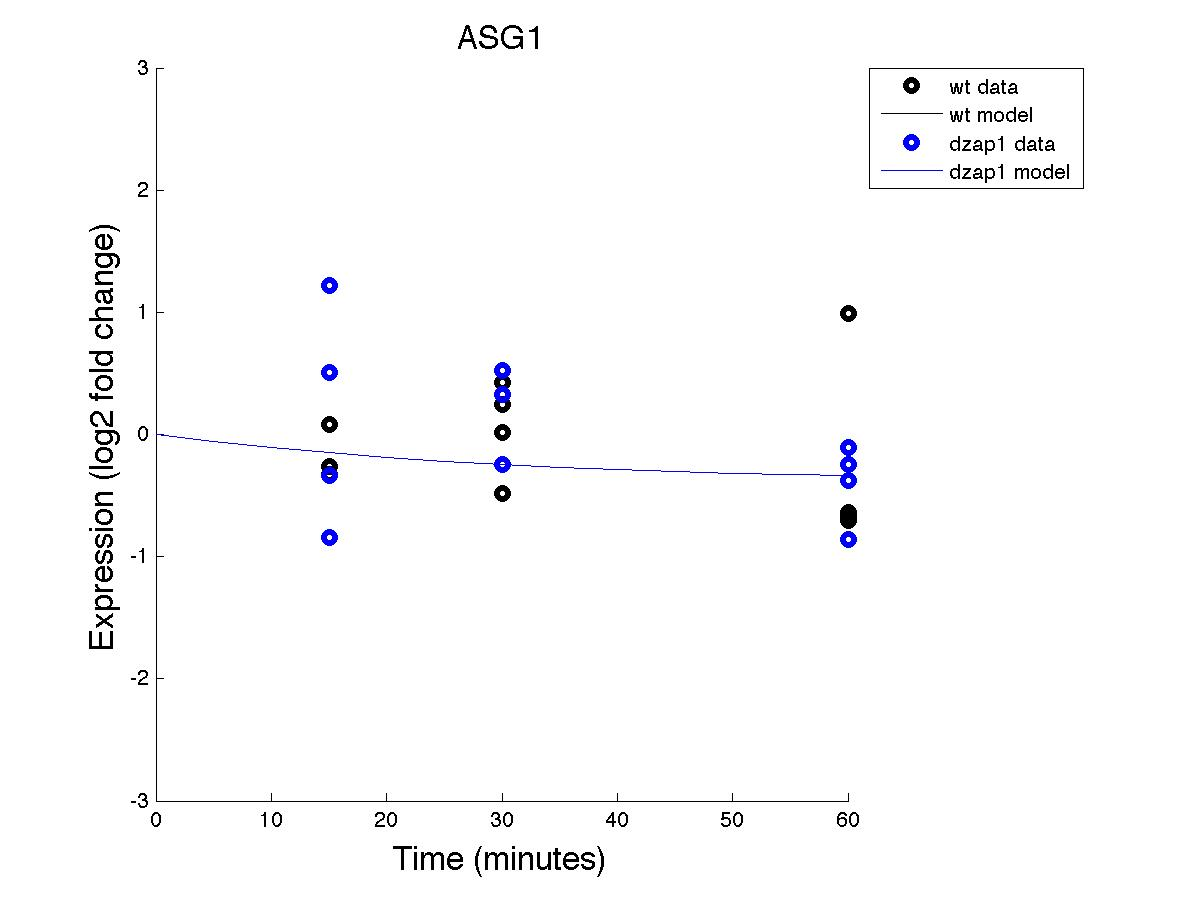 ASG1
wt data
wt model
dzap1 data
dzap1 model
Expression (log2 fold change)
3
2
1
0
-1
-2
-3
0 10 20 30 40 50 60
Time (minutes)